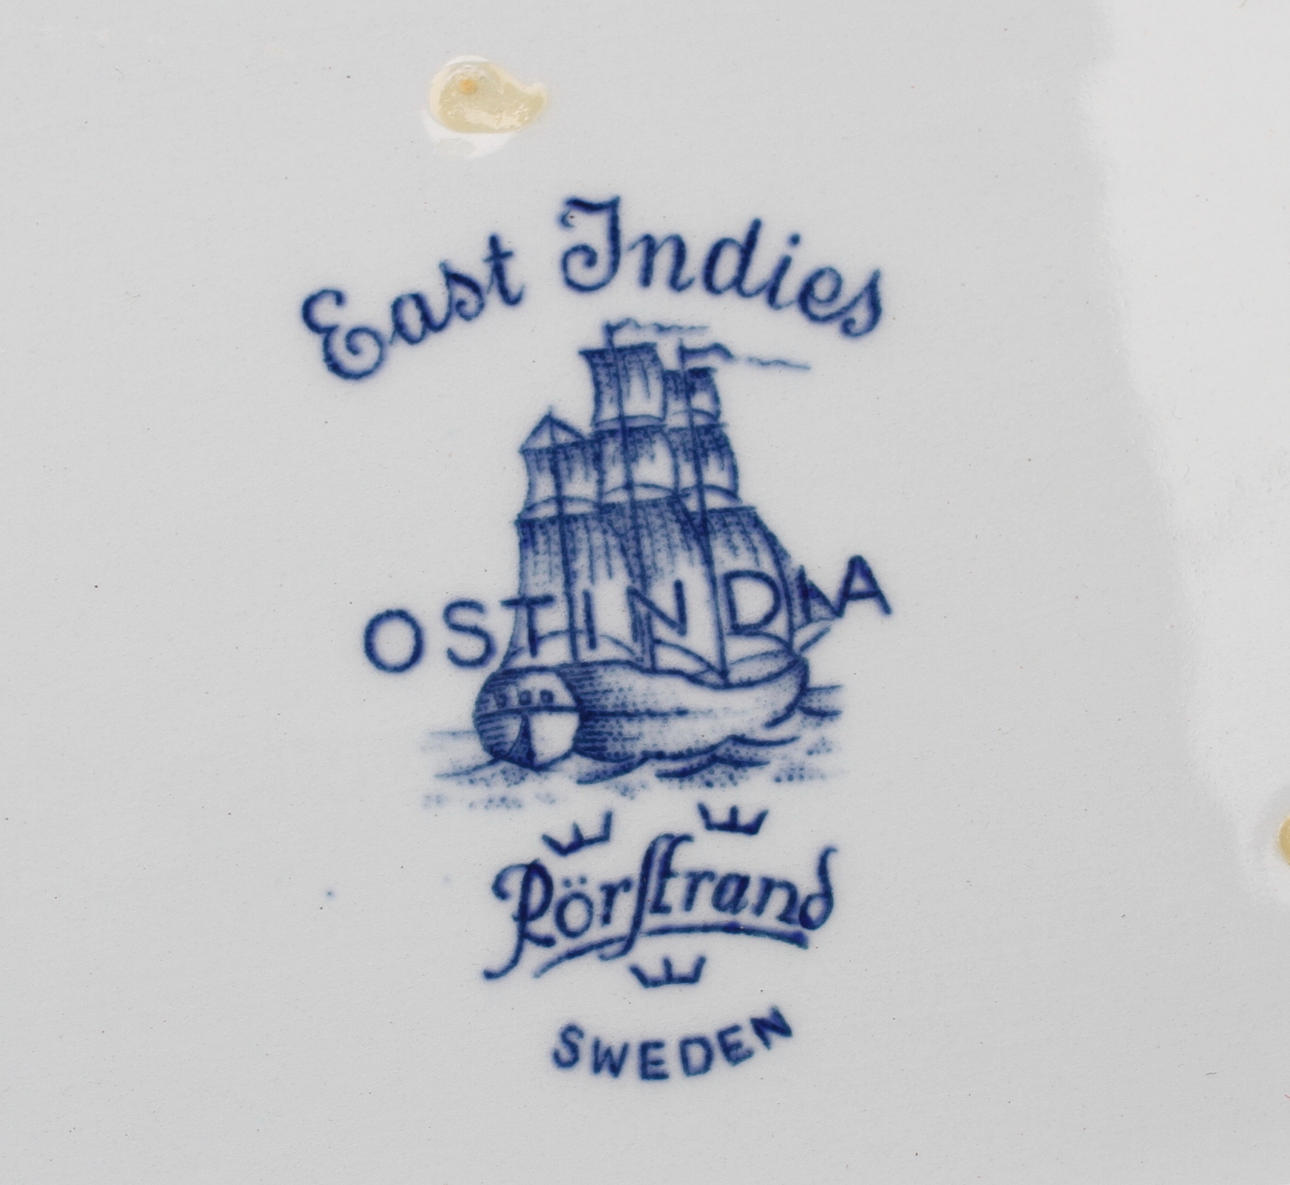 East Indies
OSTINDIA
Rörstrand
SWEDEN